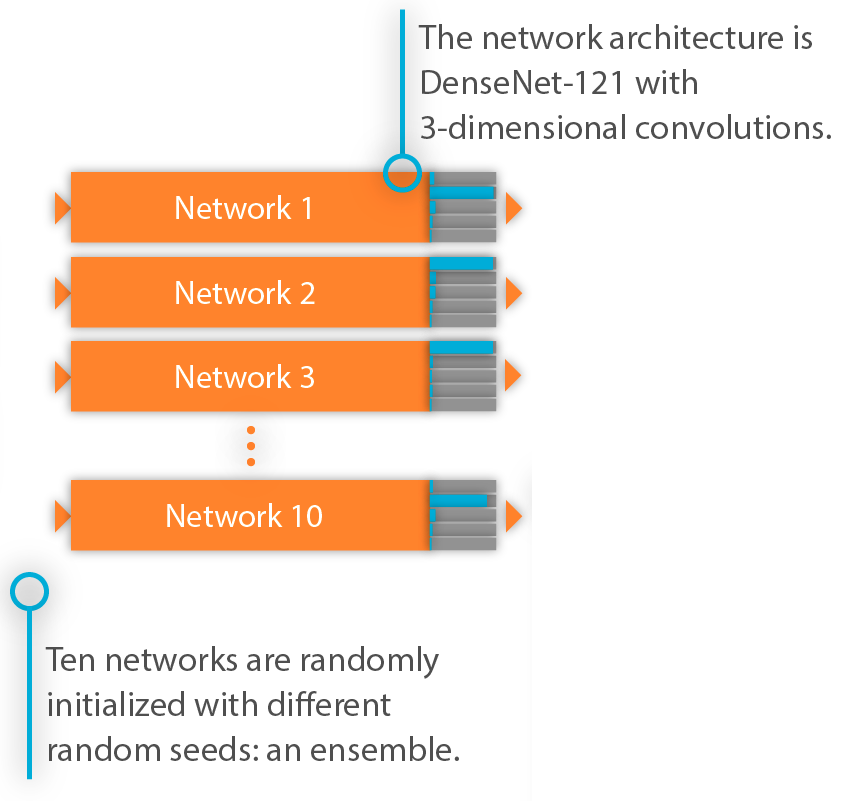 The network architecture is
DenseNet-121 with
3-dimensional convolutions.
Network 1
Network 2
Network 3
Network 10
Ten networks are randomly
initialized with different
random seeds: an ensemble.